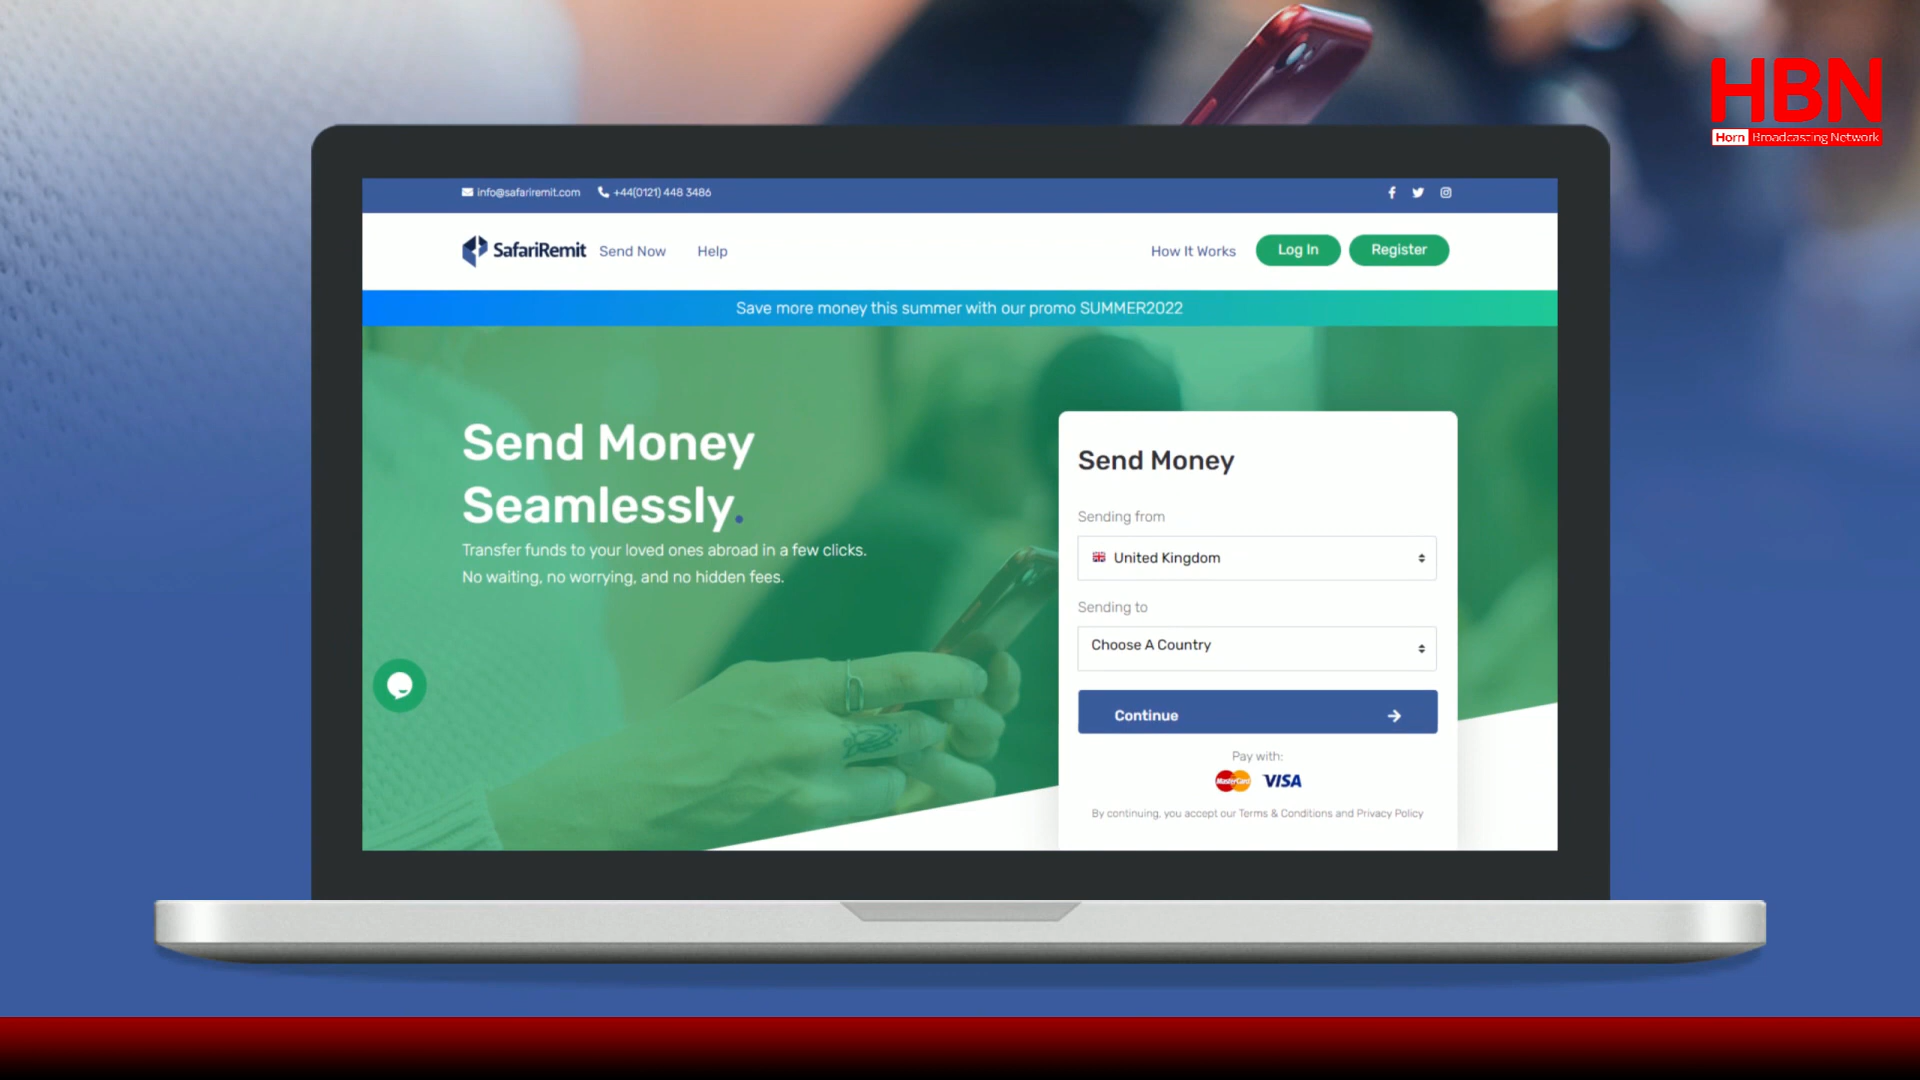 HBN
Horn Broadcasting Network
info@safariremit.com +44(0121) 448 3486
SafariRemit Send Now Help How It Works Log In Register
Save more money this summer with our promo SUMMER2022
Send Money
Seamlessly.
Transfer funds to your loved ones abroad in a few clicks.
No waiting, no worrying, and no hidden fees.
Send Money
Sending from
United Kingdom
Sending to
Choose A Country
Continue
Pay with:
MasterCard VISA
By continuing, you accept our Terms & Conditions and Privacy Policy